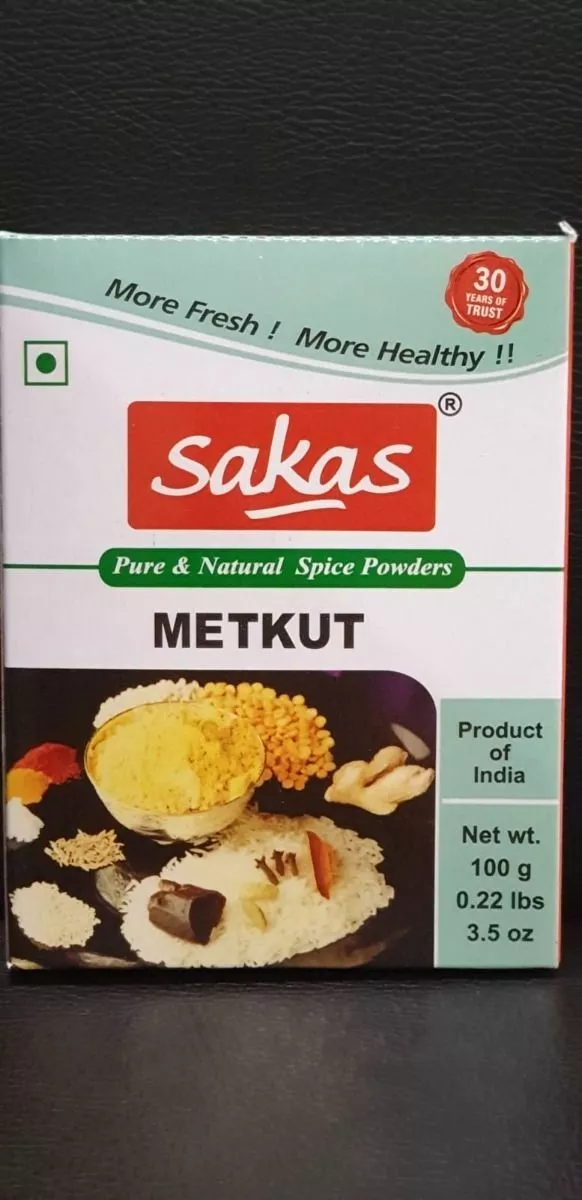 More Fresh ! More Healthy !!
30
YEARS OF
TRUST
sakas®
Pure & Natural Spice Powders
METKUT
Product
of
India
Net wt.
100 g
0.22 lbs
3.5 oz